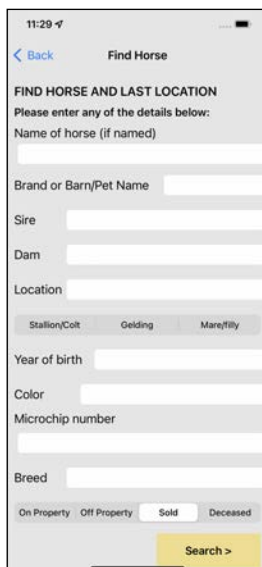 11:29
Back Find Horse
FIND HORSE AND LAST LOCATION
Please enter any of the details below:
Name of horse (if named)
Brand or Barn/Pet Name
Sire
Dam
Location
Stallion/Colt Gelding Mare/filly
Year of birth
Color
Microchip number
Breed
On Property Off Property Sold Deceased
Search >